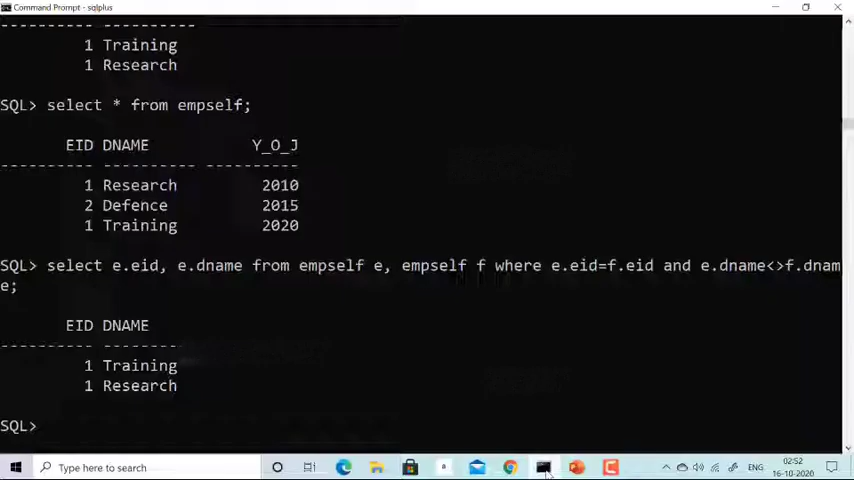 Command Prompt - sqlplus
---------- ----------
1 Training
1 Research
SQL> select * from empself;
EID DNAME Y_O_J
---------- ---------- ----------
1 Research 2010
2 Defence 2015
1 Training 2020
SQL> select e.eid, e.dname from empself e, empself f where e.eid=f.eid and e.dname<>f.dnam
e;
EID DNAME
---------- ----------
1 Training
1 Research
SQL>
Type here to search
a
ENG
02:52
16-10-2020